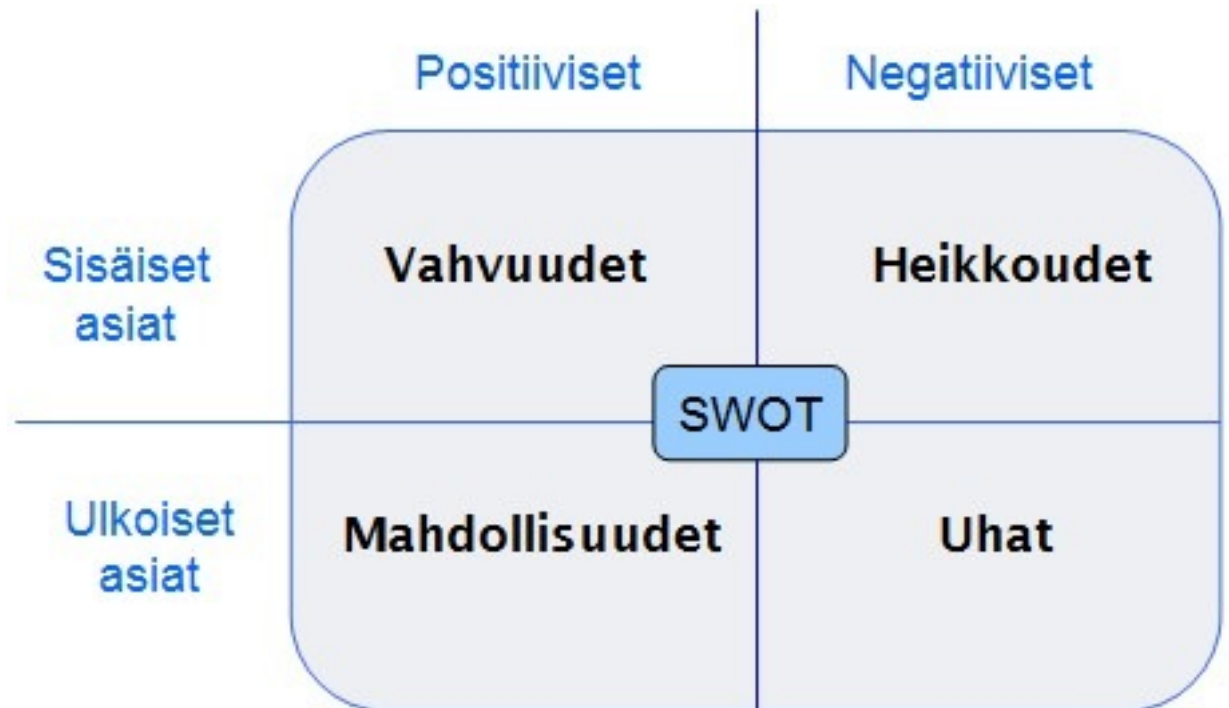 Positiiviset Negatiiviset
Sisäiset
asiat
Vahvuudet Heikkoudet
SWOT
Ulkoiset
asiat
Mahdollisuudet Uhat